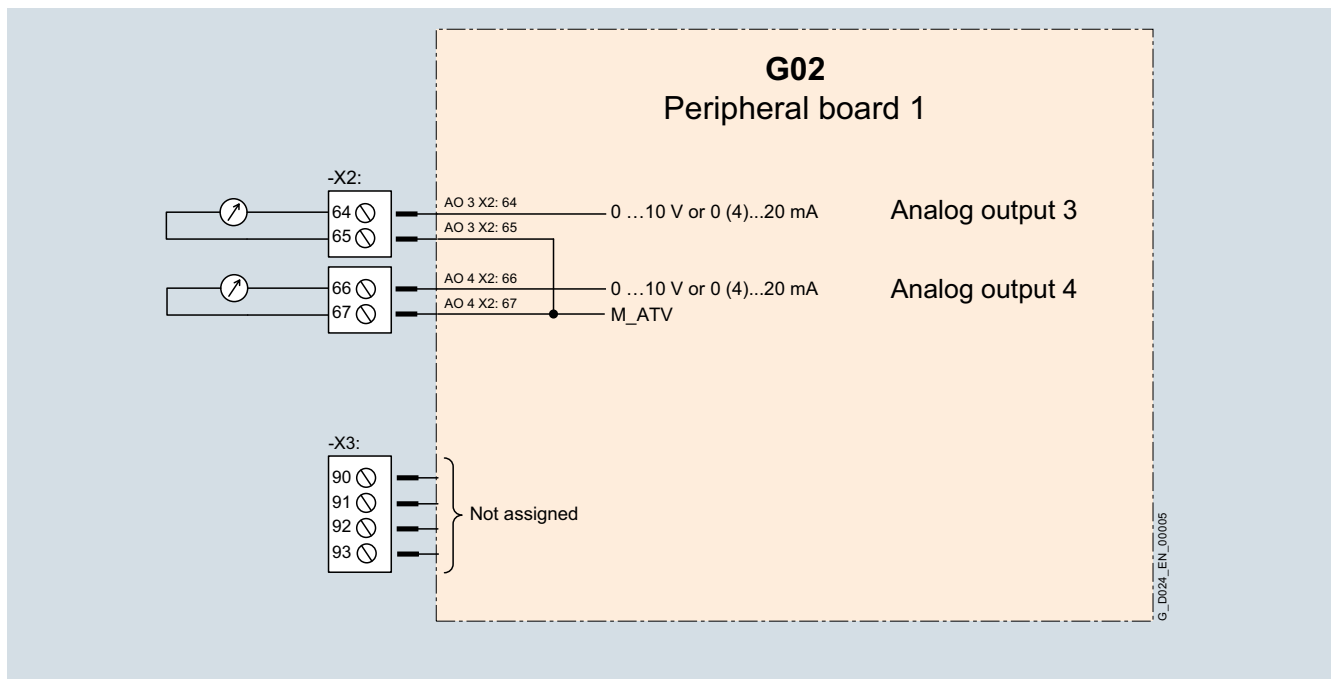 G02
Peripheral board 1
-X2:
64 AO 3 X2: 64 0 ...10 V or 0 (4)...20 mA Analog output 3
65 AO 3 X2: 65
66 AO 4 X2: 66 0 ...10 V or 0 (4)...20 mA Analog output 4
67 AO 4 X2: 67 M_ATV
-X3:
90
91
92
93
Not assigned
G_D024_EN_00005